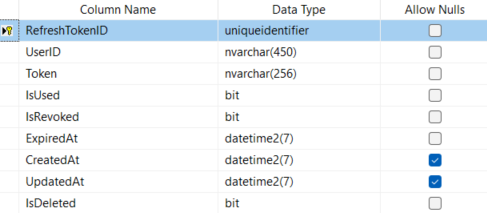 Column Name Data Type Allow Nulls
RefreshTokenID uniqueidentifier
UserID nvarchar(450)
Token nvarchar(256)
IsUsed bit
IsRevoked bit
ExpiredAt datetime2(7)
CreatedAt datetime2(7)
UpdatedAt datetime2(7)
IsDeleted bit